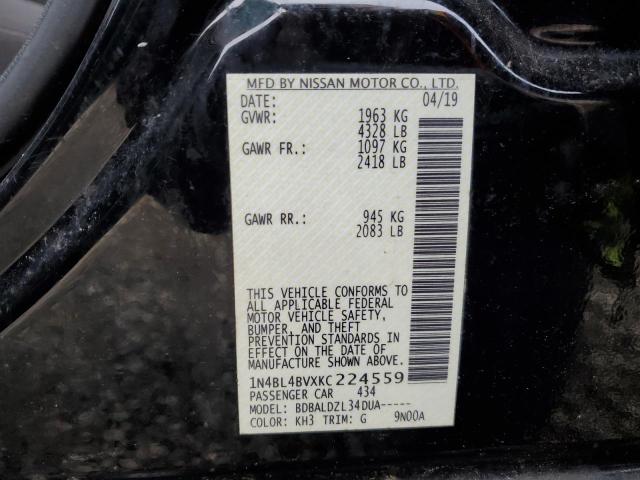 MFD BY NISSAN MOTOR CO., LTD.
DATE: 04/19
GVWR: 1963 KG
4328 LB
GAWR FR.: 1097 KG
2418 LB
GAWR RR.: 945 KG
2083 LB
THIS VEHICLE CONFORMS TO
ALL APPLICABLE FEDERAL
MOTOR VEHICLE SAFETY,
BUMPER, AND THEFT
PREVENTION STANDARDS IN
EFFECT ON THE DATE OF
MANUFACTURE SHOWN ABOVE.
1N4BL4BVXKC224559
PASSENGER CAR 434
MODEL: BDBALDZL34DUA-----
COLOR: KH3 TRIM: G 9N00A